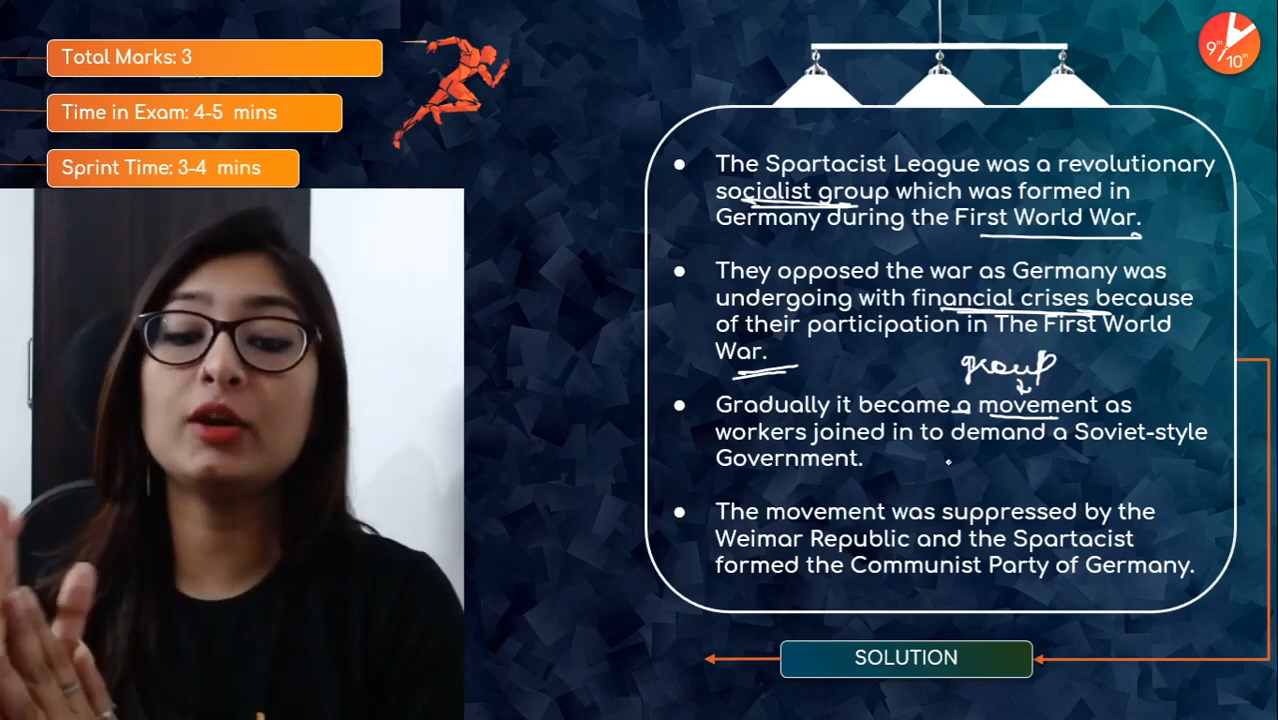 Total Marks: 3
Time in Exam: 4-5 mins
Sprint Time: 3-4 mins
9th
10th
● The Spartacist League was a revolutionary
socialist group which was formed in
Germany during the First World War.
● They opposed the war as Germany was
undergoing with financial crises because
of their participation in The First World
War.
group
● Gradually it became a movement as
workers joined in to demand a Soviet-style
Government.
● The movement was suppressed by the
Weimar Republic and the Spartacist
formed the Communist Party of Germany.
SOLUTION